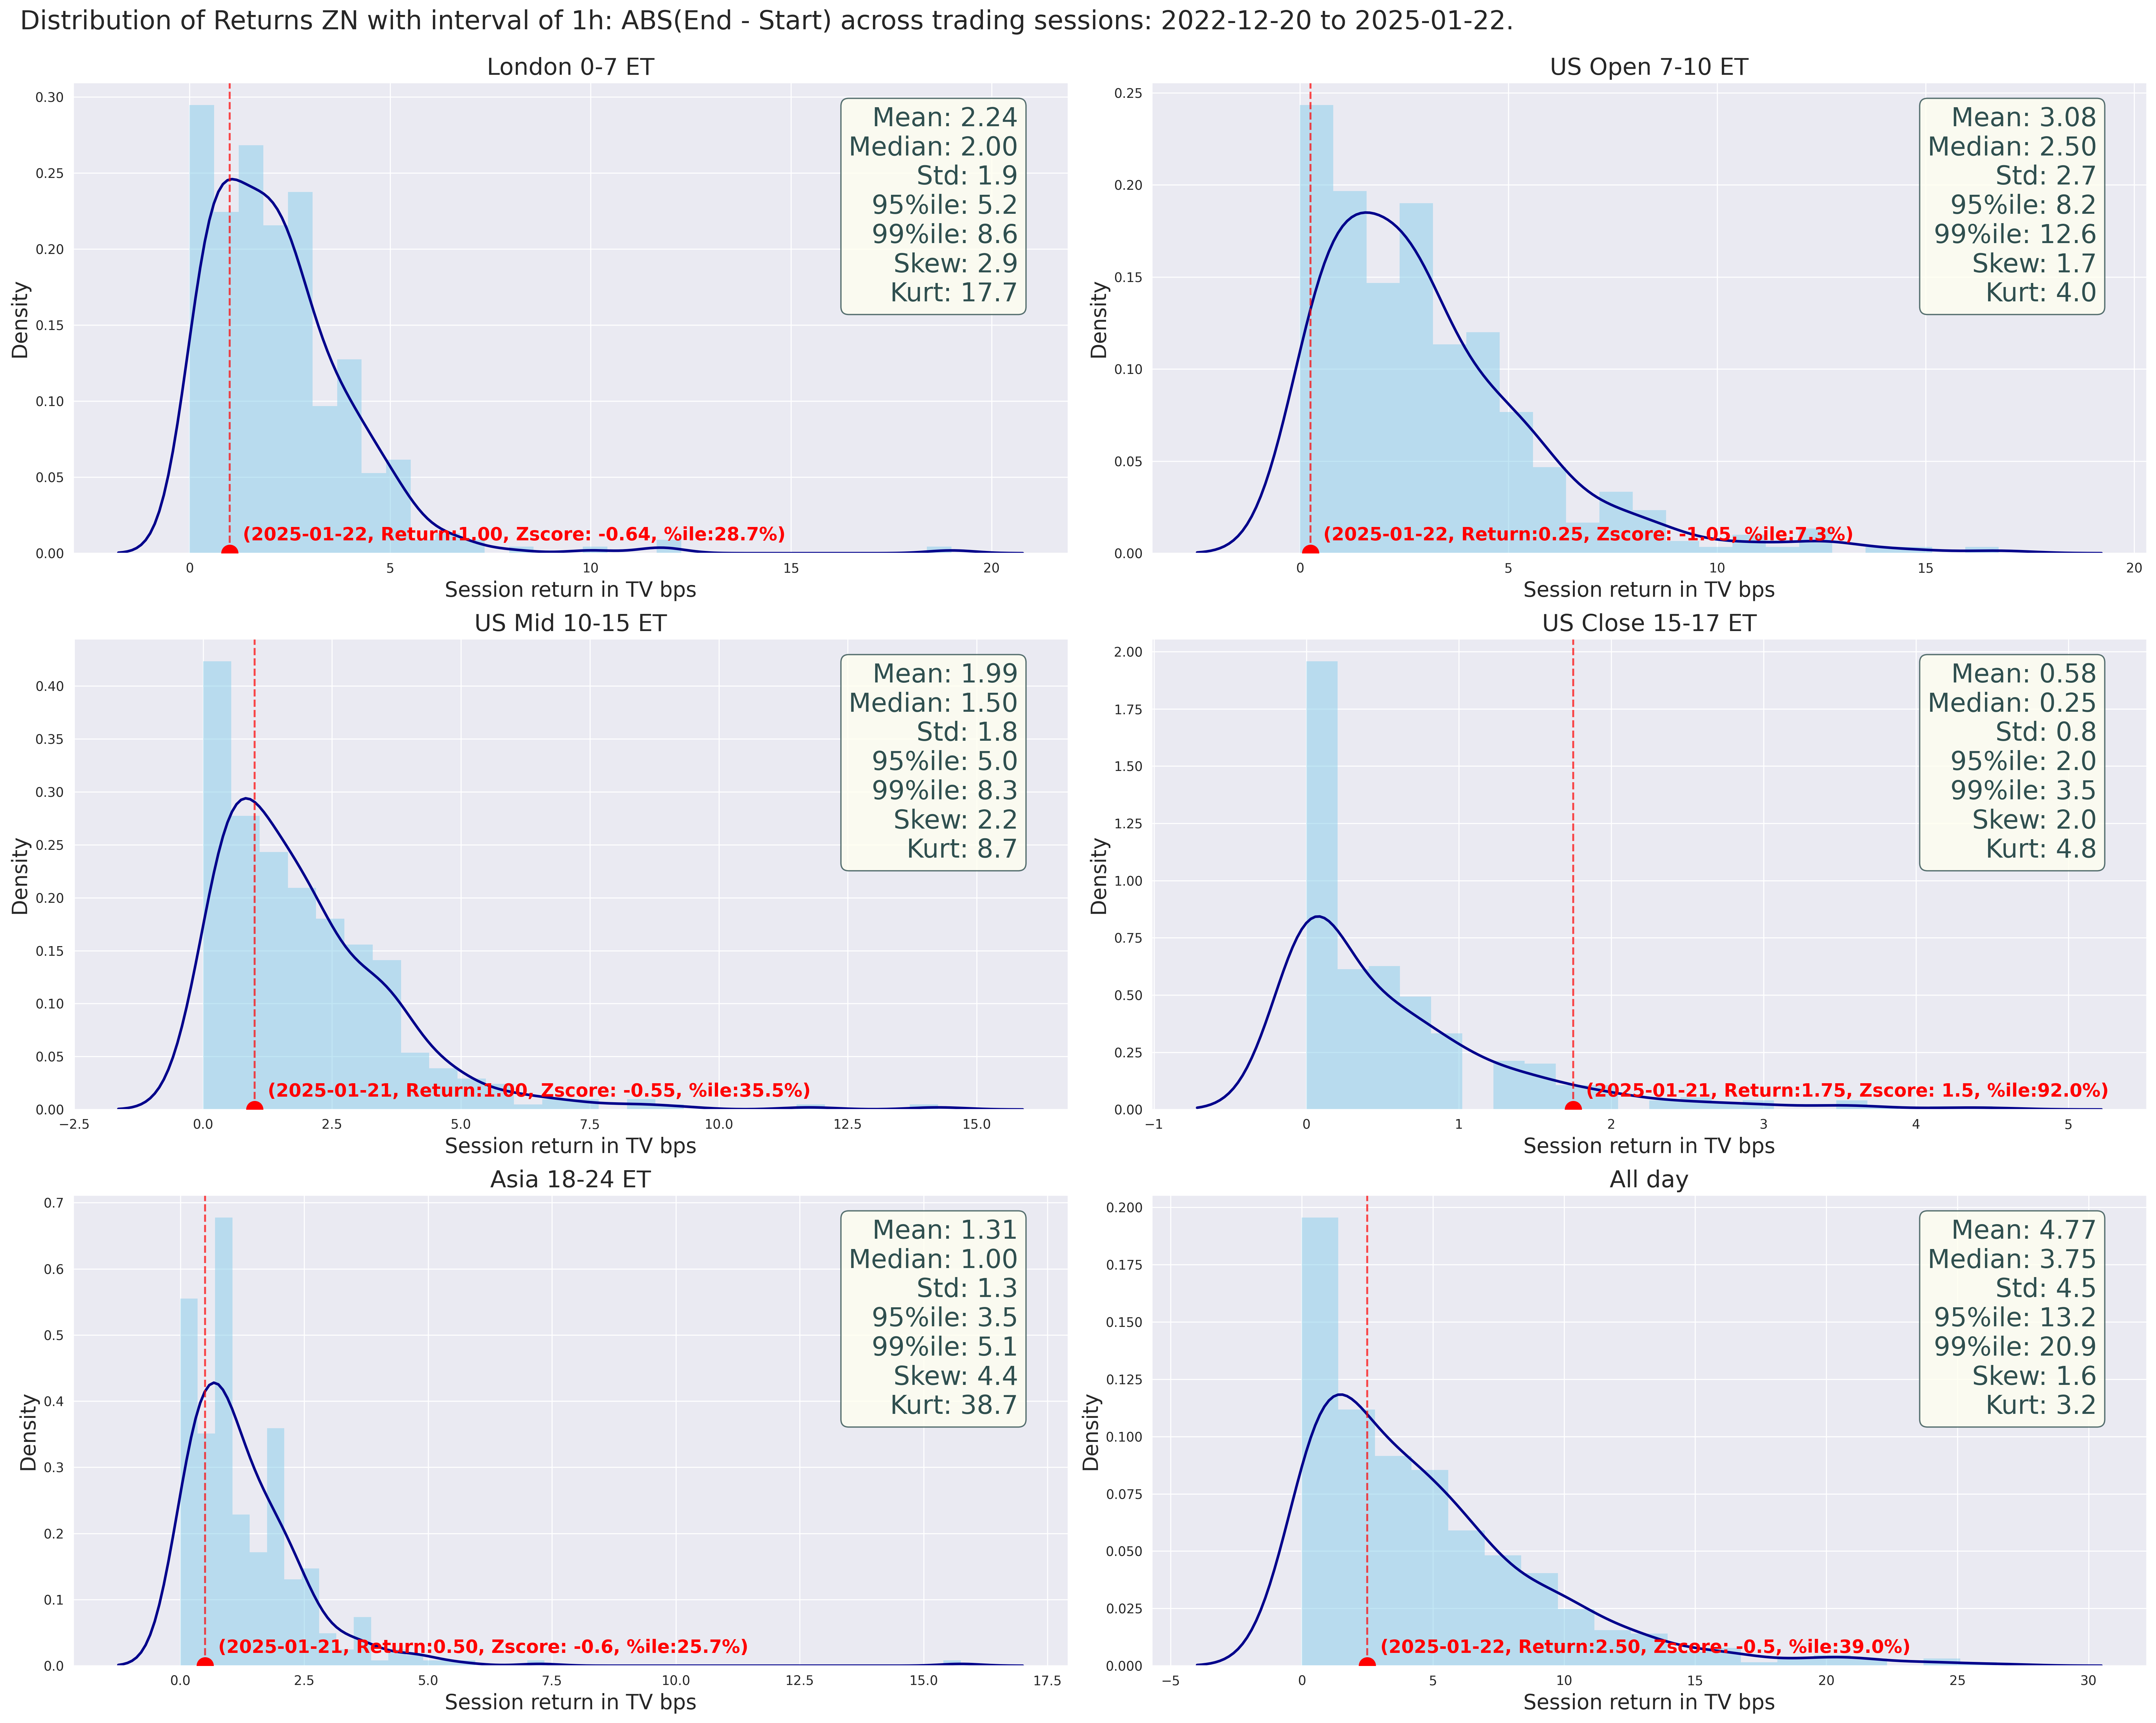 Distribution of Returns ZN with interval of 1h: ABS(End - Start) across trading sessions: 2022-12-20 to 2025-01-22.
London 0-7 ET
Density
0.30
0.25
0.20
0.15
0.10
0.05
0.00
Mean: 2.24
Median: 2.00
Std: 1.9
95%ile: 5.2
99%ile: 8.6
Skew: 2.9
Kurt: 17.7
(2025-01-22, Return:1.00, Zscore: -0.64, %ile:28.7%)
0 5 10 15 20
Session return in TV bps
US Open 7-10 ET
Density
0.25
0.20
0.15
0.10
0.05
0.00
Mean: 3.08
Median: 2.50
Std: 2.7
95%ile: 8.2
99%ile: 12.6
Skew: 1.7
Kurt: 4.0
(2025-01-22, Return:0.25, Zscore: -1.05, %ile:7.3%)
0 5 10 15 20
Session return in TV bps
US Mid 10-15 ET
Density
0.40
0.35
0.30
0.25
0.20
0.15
0.10
0.05
0.00
Mean: 1.99
Median: 1.50
Std: 1.8
95%ile: 5.0
99%ile: 8.3
Skew: 2.2
Kurt: 8.7
(2025-01-21, Return:1.00, Zscore: -0.55, %ile:35.5%)
−2.5 0.0 2.5 5.0 7.5 10.0 12.5 15.0
Session return in TV bps
US Close 15-17 ET
Density
2.00
1.75
1.50
1.25
1.00
0.75
0.50
0.25
0.00
Mean: 0.58
Median: 0.25
Std: 0.8
95%ile: 2.0
99%ile: 3.5
Skew: 2.0
Kurt: 4.8
(2025-01-21, Return:1.75, Zscore: 1.5, %ile:92.0%)
−1 0 1 2 3 4 5
Session return in TV bps
Asia 18-24 ET
Density
0.7
0.6
0.5
0.4
0.3
0.2
0.1
0.0
Mean: 1.31
Median: 1.00
Std: 1.3
95%ile: 3.5
99%ile: 5.1
Skew: 4.4
Kurt: 38.7
(2025-01-21, Return:0.50, Zscore: -0.6, %ile:25.7%)
0.0 2.5 5.0 7.5 10.0 12.5 15.0 17.5
Session return in TV bps
All day
Density
0.200
0.175
0.150
0.125
0.100
0.075
0.050
0.025
0.000
Mean: 4.77
Median: 3.75
Std: 4.5
95%ile: 13.2
99%ile: 20.9
Skew: 1.6
Kurt: 3.2
(2025-01-22, Return:2.50, Zscore: -0.5, %ile:39.0%)
−5 0 5 10 15 20 25 30
Session return in TV bps